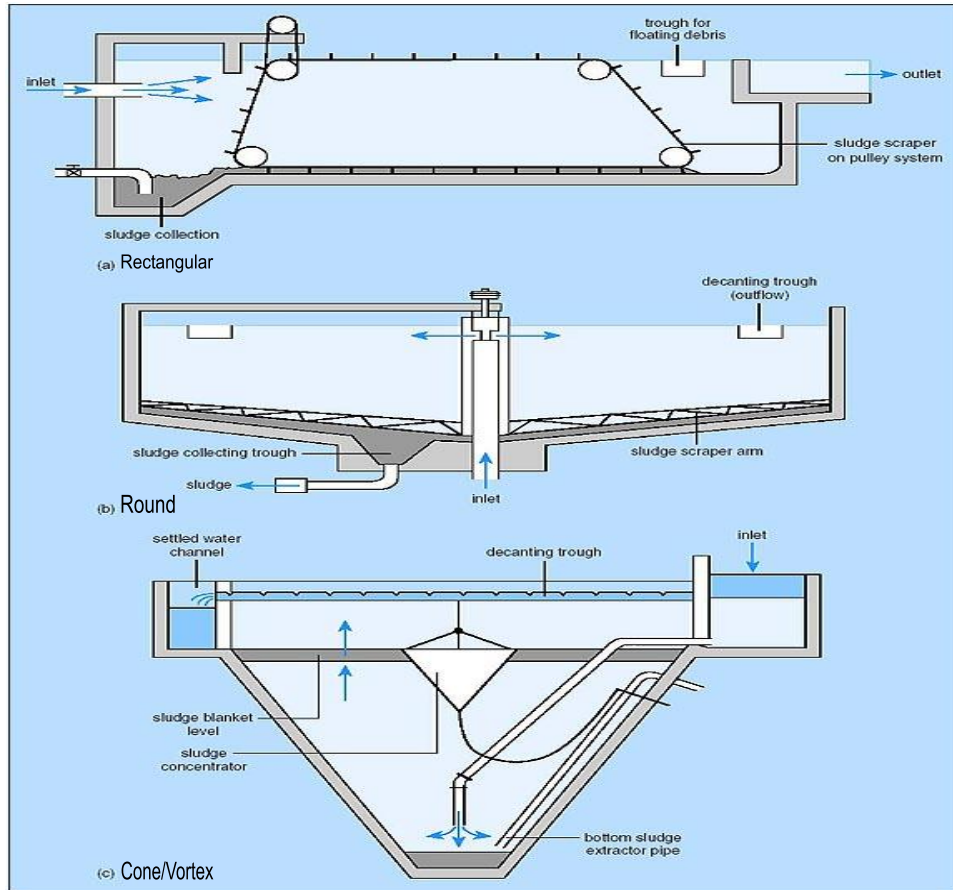 trough for
floating debris
inlet
outlet
sludge scraper
on pulley system
sludge collection
(a) Rectangular
decanting trough
(outflow)
sludge collecting trough
sludge scraper arm
sludge
inlet
(b) Round
settled water
channel
decanting trough
inlet
sludge blanket
level
sludge
concentrator
bottom sludge
extractor pipe
(c) Cone/Vortex